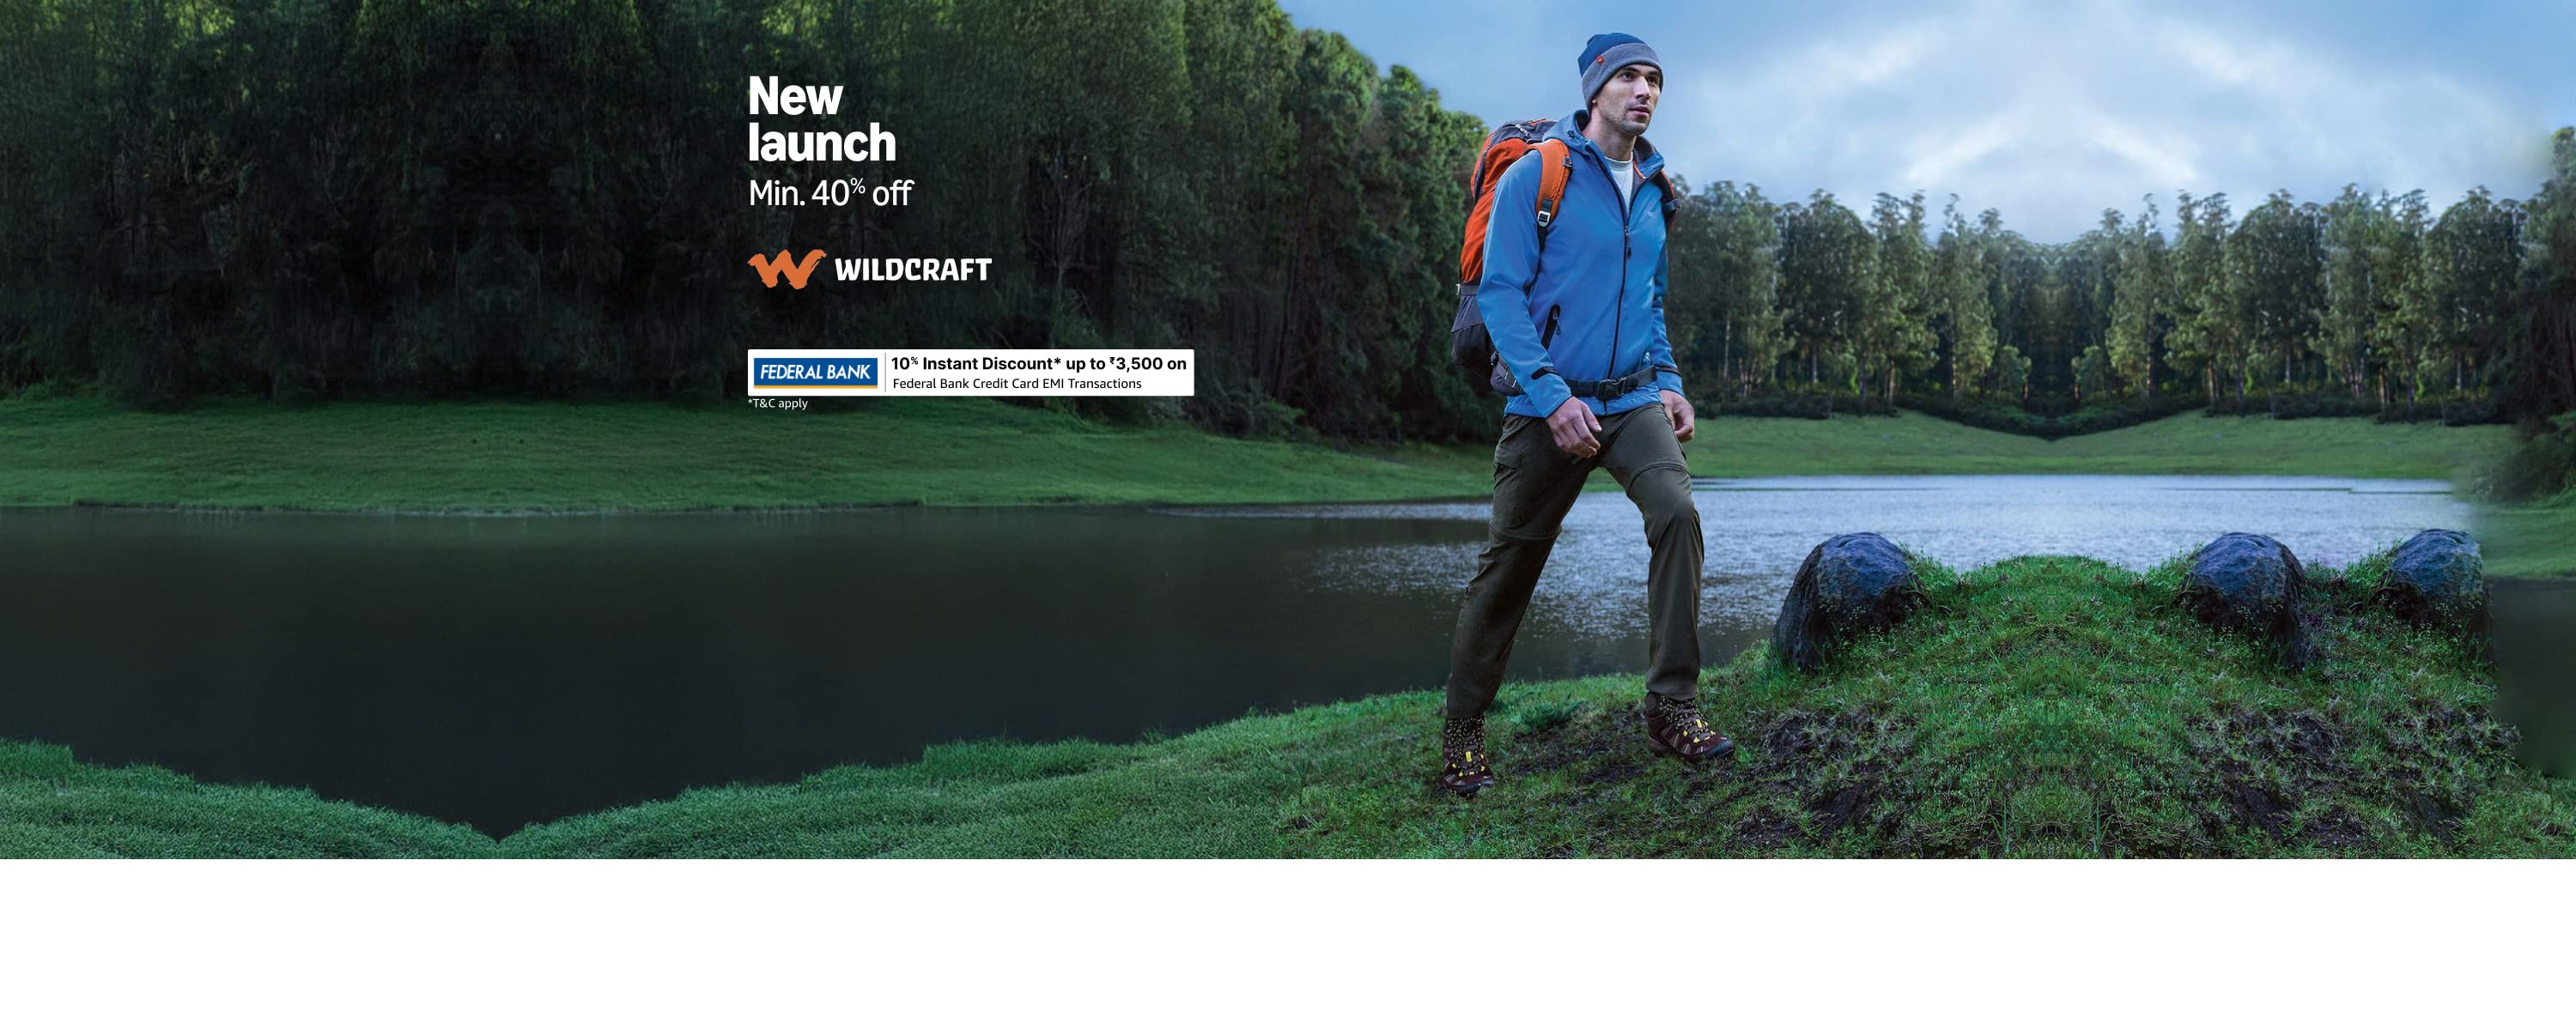 New
launch
Min. 40% off
WILDCRAFT
FEDERAL BANK
10% Instant Discount* up to ₹3,500 on
Federal Bank Credit Card EMI Transactions
*T&C apply